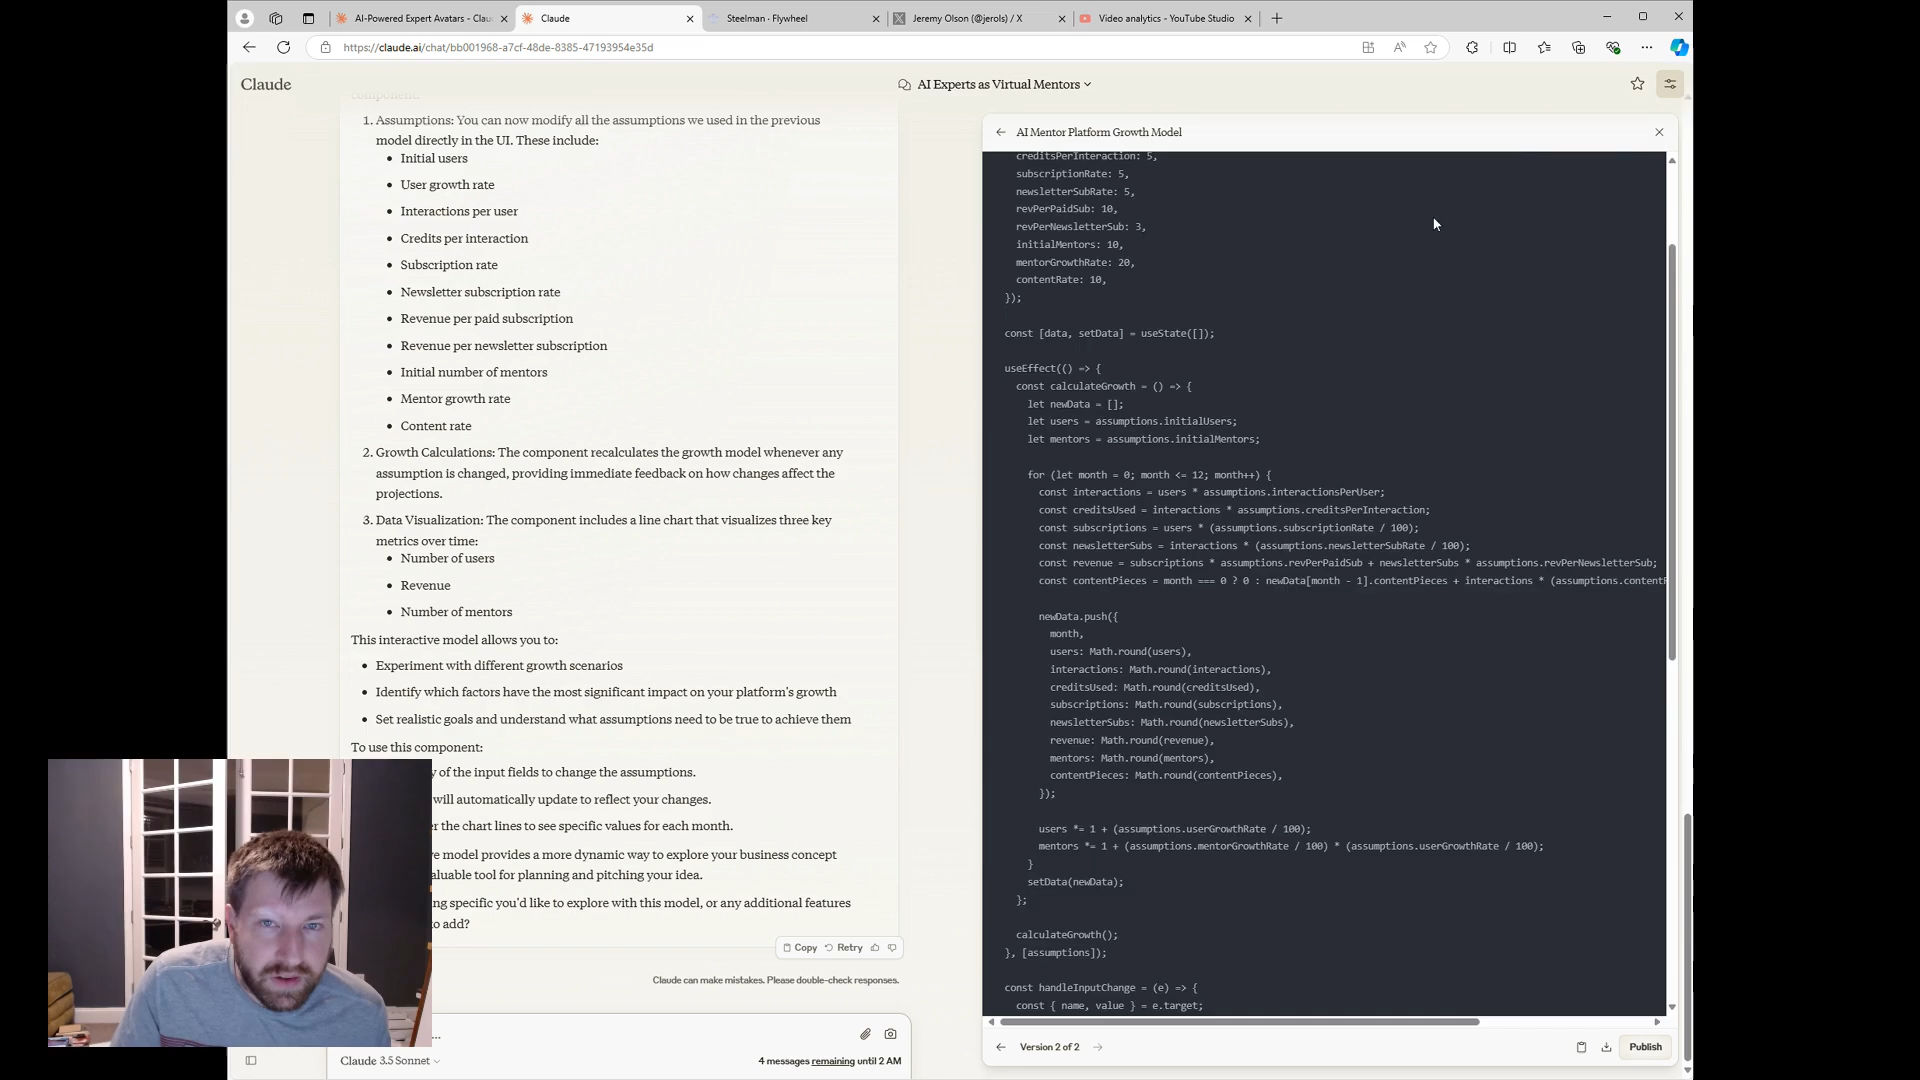 AI-Powered Expert Avatars - Clau
Claude
Steelman · Flywheel
Jeremy Olson (@jerols) / X
Video analytics - YouTube Studio
https://claude.ai/chat/bb001968-a7cf-48de-8385-47193954e35d
Claude
AI Experts as Virtual Mentors
component:
1. Assumptions: You can now modify all the assumptions we used in the previous
model directly in the UI. These include:
• Initial users
• User growth rate
• Interactions per user
• Credits per interaction
• Subscription rate
• Newsletter subscription rate
• Revenue per paid subscription
• Revenue per newsletter subscription
• Initial number of mentors
• Mentor growth rate
• Content rate
2. Growth Calculations: The component recalculates the growth model whenever any
assumption is changed, providing immediate feedback on how changes affect the
projections.
3. Data Visualization: The component includes a line chart that visualizes three key
metrics over time:
• Number of users
• Revenue
• Number of mentors
This interactive model allows you to:
• Experiment with different growth scenarios
• Identify which factors have the most significant impact on your platform's growth
• Set realistic goals and understand what assumptions need to be true to achieve them
To use this component:
of the input fields to change the assumptions.
will automatically update to reflect your changes.
the chart lines to see specific values for each month.
model provides a more dynamic way to explore your business concept
tool for planning and pitching your idea.
specific you'd like to explore with this model, or any additional features
to add?
Copy Retry
Claude can make mistakes. Please double-check responses.
Claude 3.5 Sonnet
4 messages remaining until 2 AM
AI Mentor Platform Growth Model
creditsPerInteraction: 5,
subscriptionRate: 5,
newsletterSubRate: 5,
revPerPaidSub: 10,
revPerNewsletterSub: 3,
initialMentors: 10,
mentorGrowthRate: 20,
contentRate: 10,
});
const [data, setData] = useState([]);
useEffect(() => {
const calculateGrowth = () => {
let newData = [];
let users = assumptions.initialUsers;
let mentors = assumptions.initialMentors;
for (let month = 0; month <= 12; month++) {
const interactions = users * assumptions.interactionsPerUser;
const creditsUsed = interactions * assumptions.creditsPerInteraction;
const subscriptions = users * (assumptions.subscriptionRate / 100);
const newsletterSubs = interactions * (assumptions.newsletterSubRate / 100);
const revenue = subscriptions * assumptions.revPerPaidSub + newsletterSubs * assumptions.revPerNewsletterSub;
const contentPieces = month === 0 ? 0 : newData[month - 1].contentPieces + interactions * (assumptions.content
newData.push({
month,
users: Math.round(users),
interactions: Math.round(interactions),
creditsUsed: Math.round(creditsUsed),
subscriptions: Math.round(subscriptions),
newsletterSubs: Math.round(newsletterSubs),
revenue: Math.round(revenue),
mentors: Math.round(mentors),
contentPieces: Math.round(contentPieces),
});
users *= 1 + (assumptions.userGrowthRate / 100);
mentors *= 1 + (assumptions.mentorGrowthRate / 100) * (assumptions.userGrowthRate / 100);
}
setData(newData);
};
calculateGrowth();
}, [assumptions]);
const handleInputChange = (e) => {
const { name, value } = e.target;
Version 2 of 2
Publish